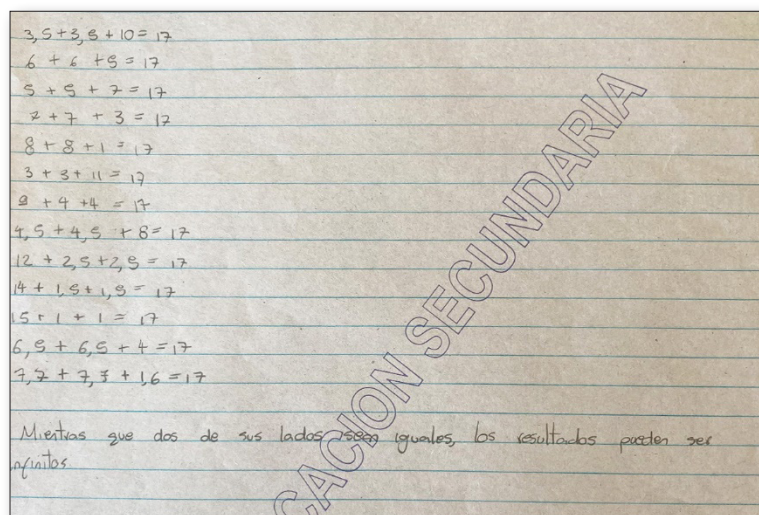 3,5+3,5+10=17
6 + 6 +5=17
5 + 5 + 7 = 17
7+7 + 3 = 17
8 + 8 + 1 = 17
3 + 3 + 11 = 17
9 + 4 +4 = 17
4,5 + 4,5 + 8=17
12 + 2,5+2,5 = 17
14 + 1,5+1,5 = 17
15+1 + 1 = 17
6,5 + 6,5 + 4 =17
7,7 + 7,7 + 1,6 =17
Mientras que dos de sus lados sean iguales, los resultados pueden ser
nfinitos
CACION SECUNDARIA